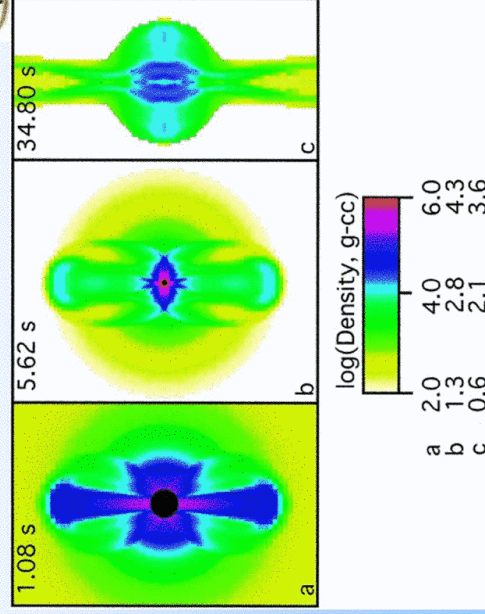 1.08 s 5.62 s 34.80 s
a b c
log(Density, g-cc)
a 2.0 4.0 6.0
b 1.3 2.8 4.3
c 0.6 2.1 3.6